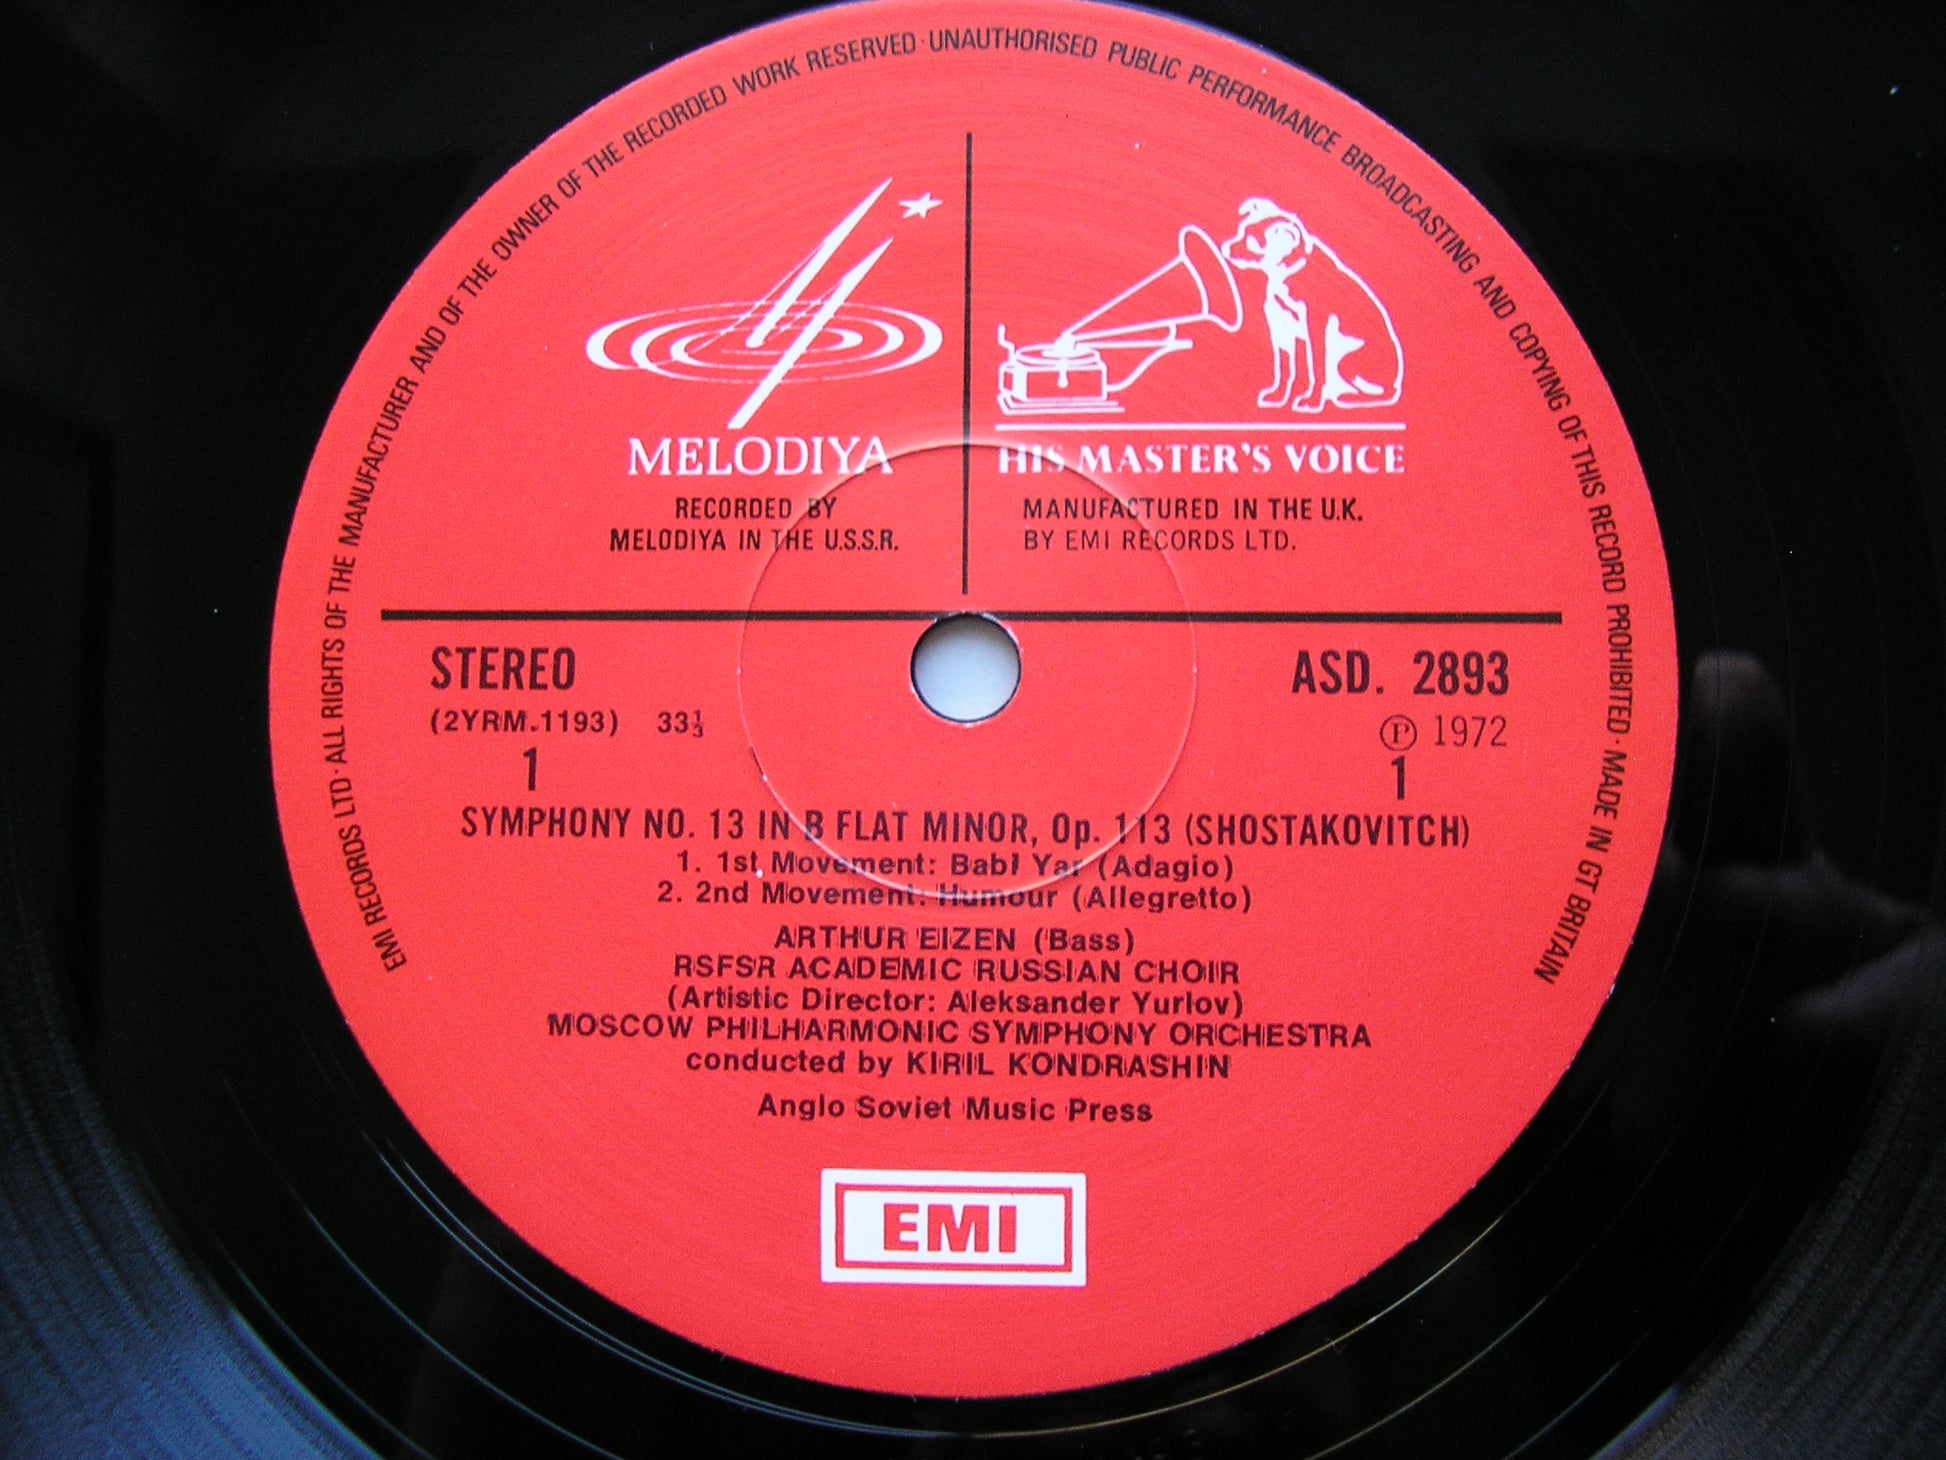 EMI RECORDS LTD · ALL RIGHTS OF THE MANUFACTURER AND OF THE OWNER OF THE RECORDED WORK RESERVED · UNAUTHORISED PUBLIC PERFORMANCE BROADCASTING AND COPYING OF THIS RECORD PROHIBITED · MADE IN GT BRITAIN
MELODIYA
RECORDED BY
MELODIYA IN THE U.S.S.R.
HIS MASTER'S VOICE
MANUFACTURED IN THE U.K.
BY EMI RECORDS LTD.
STEREO
(2YRM.1193) 33⅓
1
ASD. 2893
Ⓟ 1972
1
SYMPHONY NO. 13 IN B FLAT MINOR, Op. 113 (SHOSTAKOVITCH)
1. 1st Movement: Babi Yar (Adagio)
2. 2nd Movement: Humour (Allegretto)
ARTHUR EIZEN (Bass)
RSFSR ACADEMIC RUSSIAN CHOIR
(Artistic Director: Aleksander Yurlov)
MOSCOW PHILHARMONIC SYMPHONY ORCHESTRA
conducted by KIRIL KONDRASHIN
Anglo Soviet Music Press
EMI